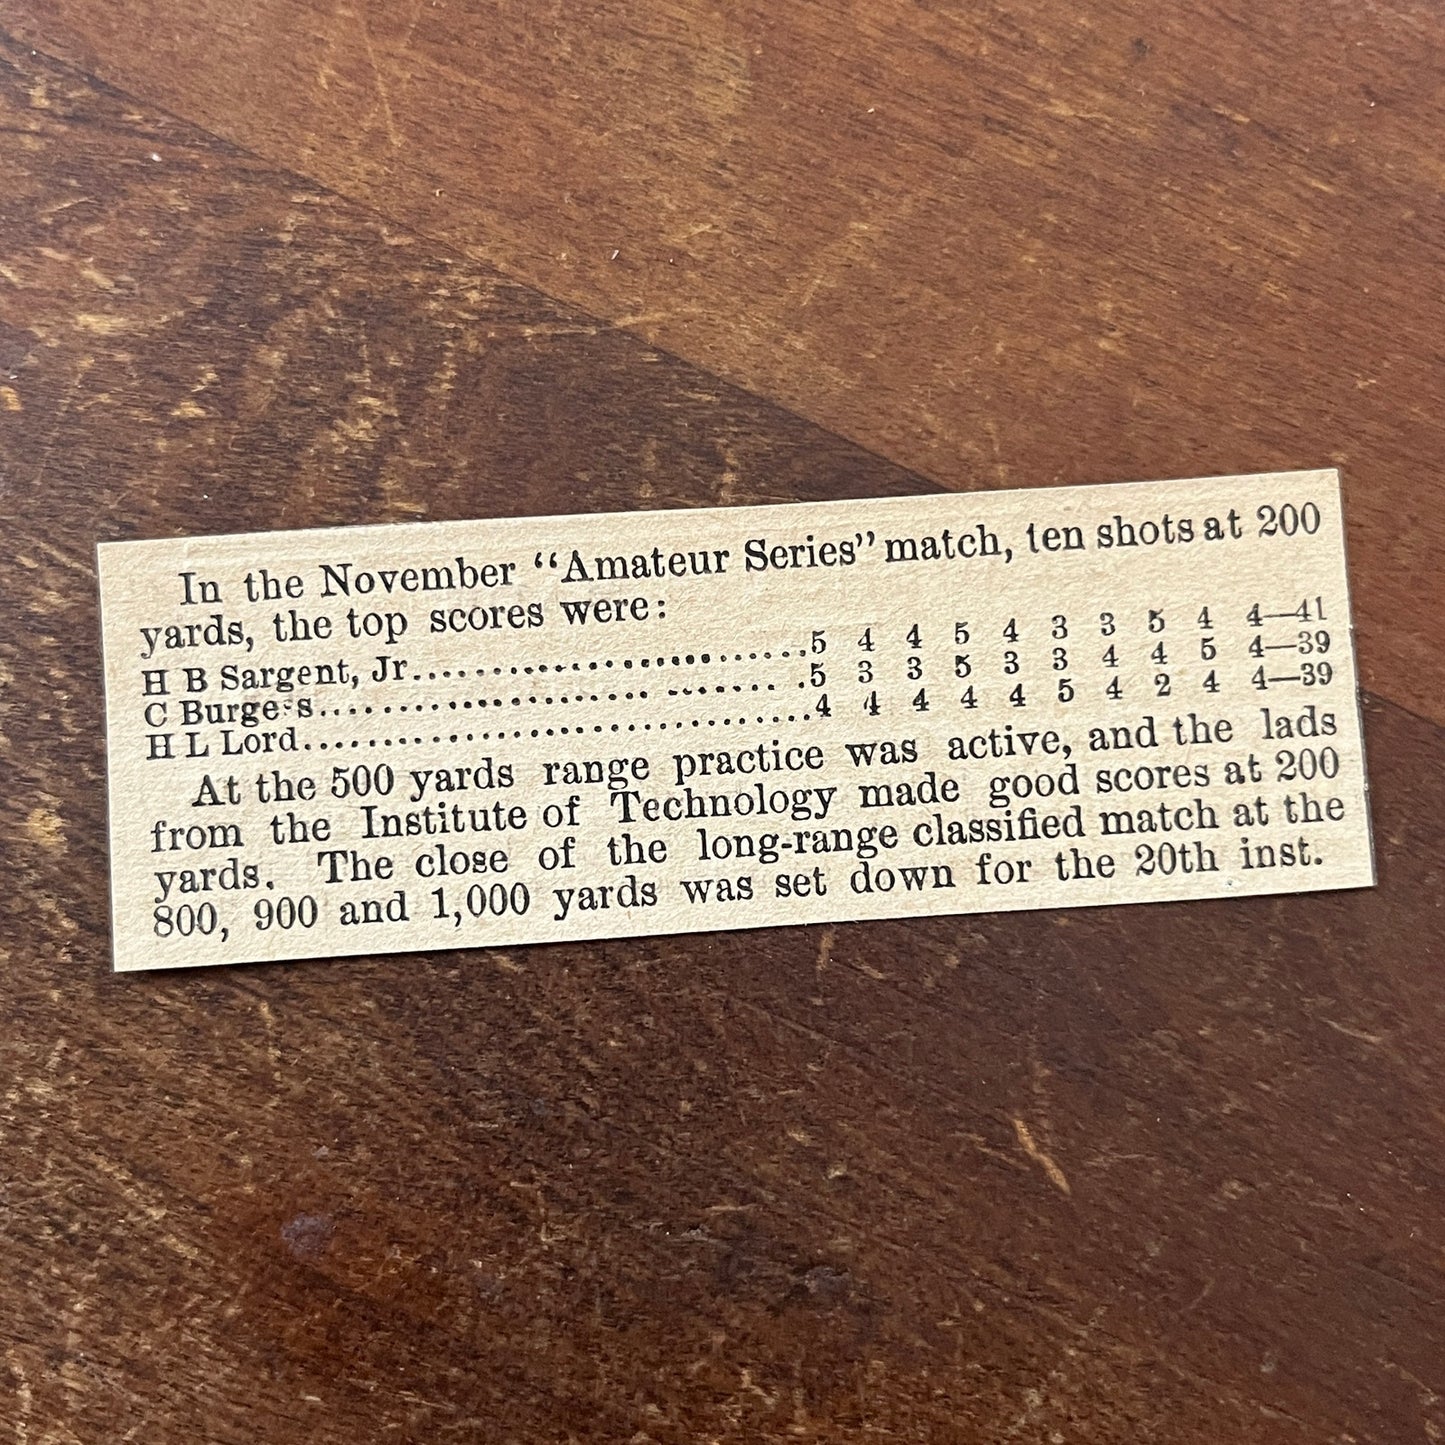 In the November “Amateur Series” match, ten shots at 200
yards, the top scores were:
H B Sargent, Jr..............................5 4 4 5 4 3 3 5 4 4—41
C Burgess..............................5 3 3 5 3 3 4 4 5 4—39
H L Lord..............................4 4 4 4 4 5 4 2 4 4—39
At the 500 yards range practice was active, and the lads
from the Institute of Technology made good scores at 200
yards. The close of the long-range classified match at the
800, 900 and 1,000 yards was set down for the 20th inst.